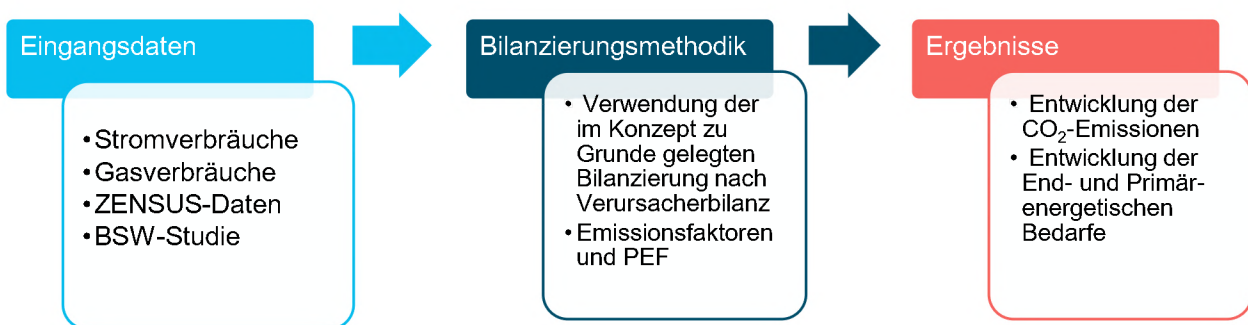 Eingangsdaten
• Stromverbräuche
• Gasverbräuche
• ZENSUS-Daten
• BSW-Studie
Bilanzierungsmethodik
• Verwendung der
im Konzept zu
Grunde gelegten
Bilanzierung nach
Verursacherbilanz
• Emissionsfaktoren
und PEF
Ergebnisse
• Entwicklung der
CO₂-Emissionen
• Entwicklung der
End- und Primär-
energetischen
Bedarfe